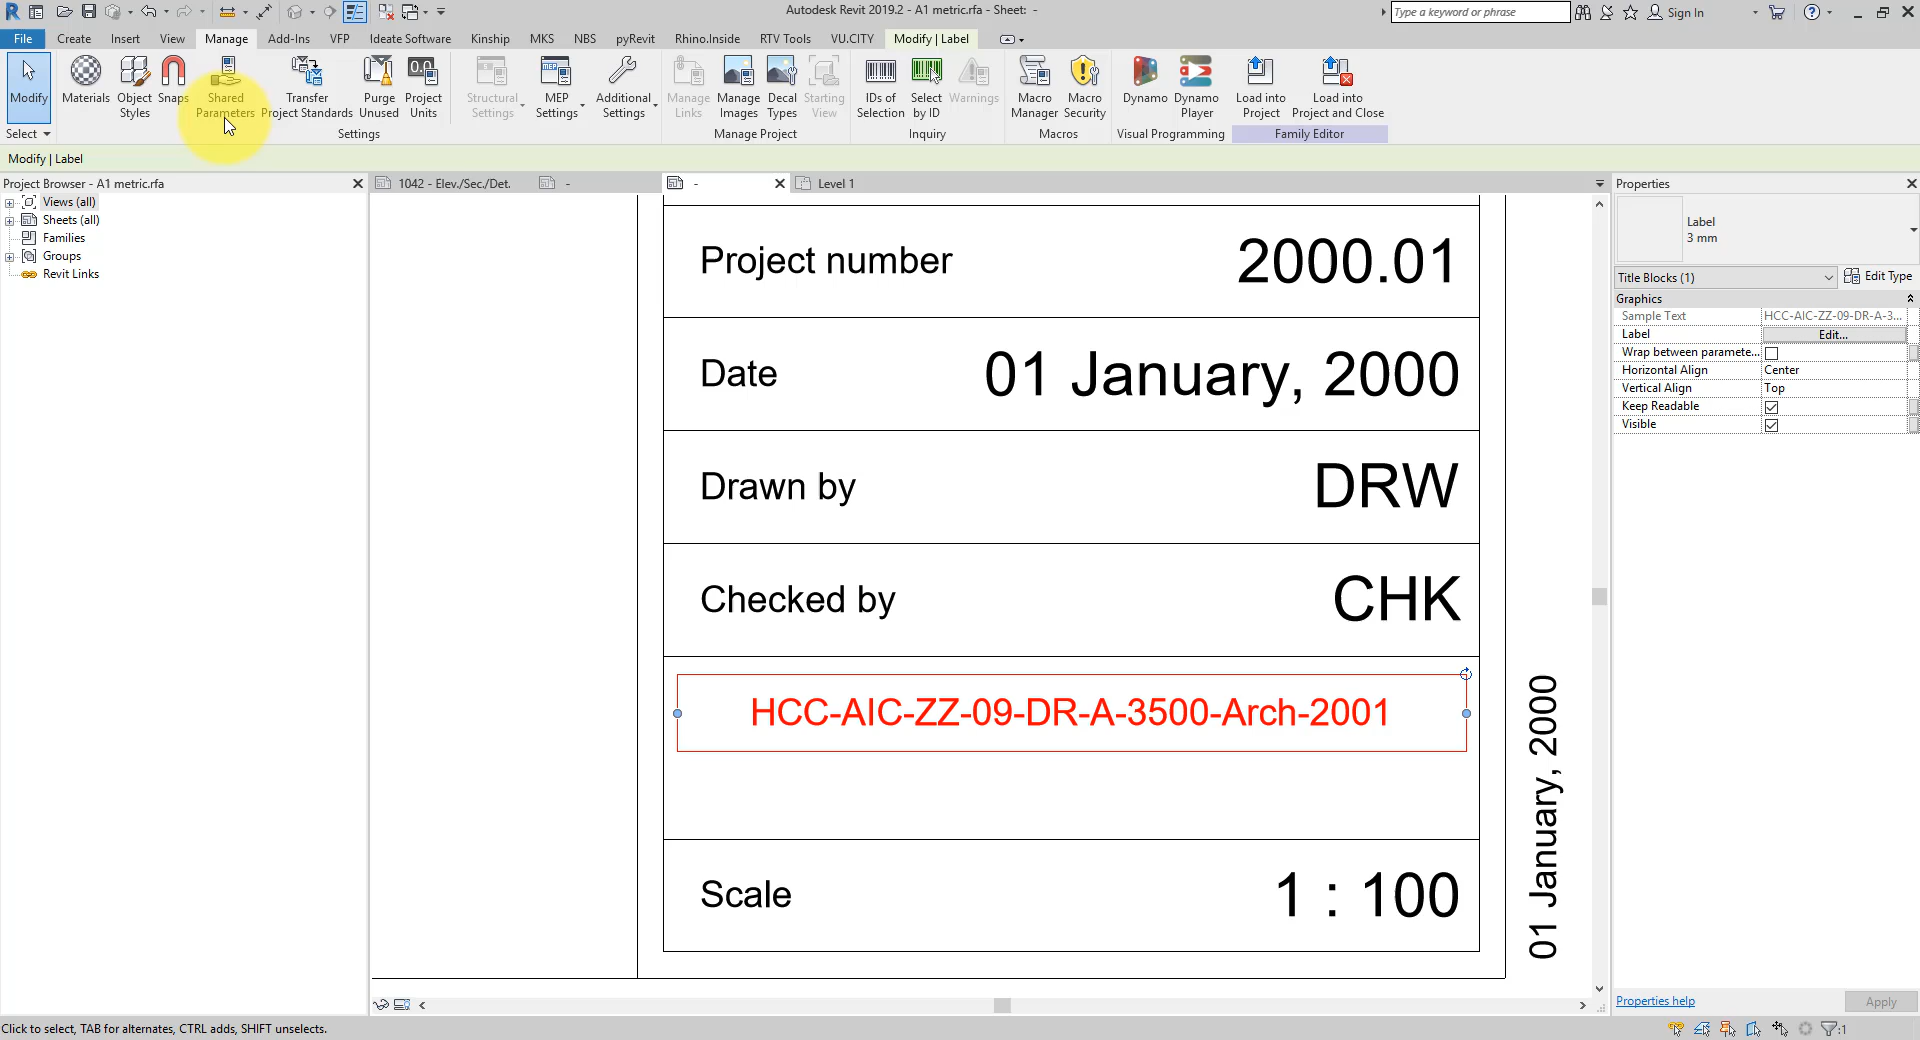 Autodesk Revit 2019.2 - A1 metric.rfa - Sheet: -
Type a keyword or phrase
Sign In
File Create Insert View Manage Add-Ins VFP Ideate Software Kinship MKS NBS pyRevit Rhino.Inside RTV Tools VU.CITY Modify | Label
Modify
Materials
Object Styles
Snaps
Shared Parameters
Transfer Project Standards
Purge Unused
Project Units
Structural Settings
MEP Settings
Additional Settings
Manage Links
Manage Images
Decal Types
Starting View
IDs of Selection
Select by ID
Warnings
Macro Manager
Macro Security
Dynamo
Dynamo Player
Load into Project
Load into Project and Close
Select Settings Manage Project Inquiry Macros Visual Programming Family Editor
Modify | Label
Project Browser - A1 metric.rfa
Views (all)
Sheets (all)
Families
Groups
Revit Links
1042 - Elev./Sec./Det. - - Level 1
Project number 2000.01
Date 01 January, 2000
Drawn by DRW
Checked by CHK
HCC-AIC-ZZ-09-DR-A-3500-Arch-2001
Scale 1 : 100
01 January, 2000
Properties
Label
3 mm
Title Blocks (1) Edit Type
Graphics
Sample Text HCC-AIC-ZZ-09-DR-A-3...
Label Edit...
Wrap between paramete...
Horizontal Align Center
Vertical Align Top
Keep Readable
Visible
Properties help Apply
Click to select, TAB for alternates, CTRL adds, SHIFT unselects.
:1